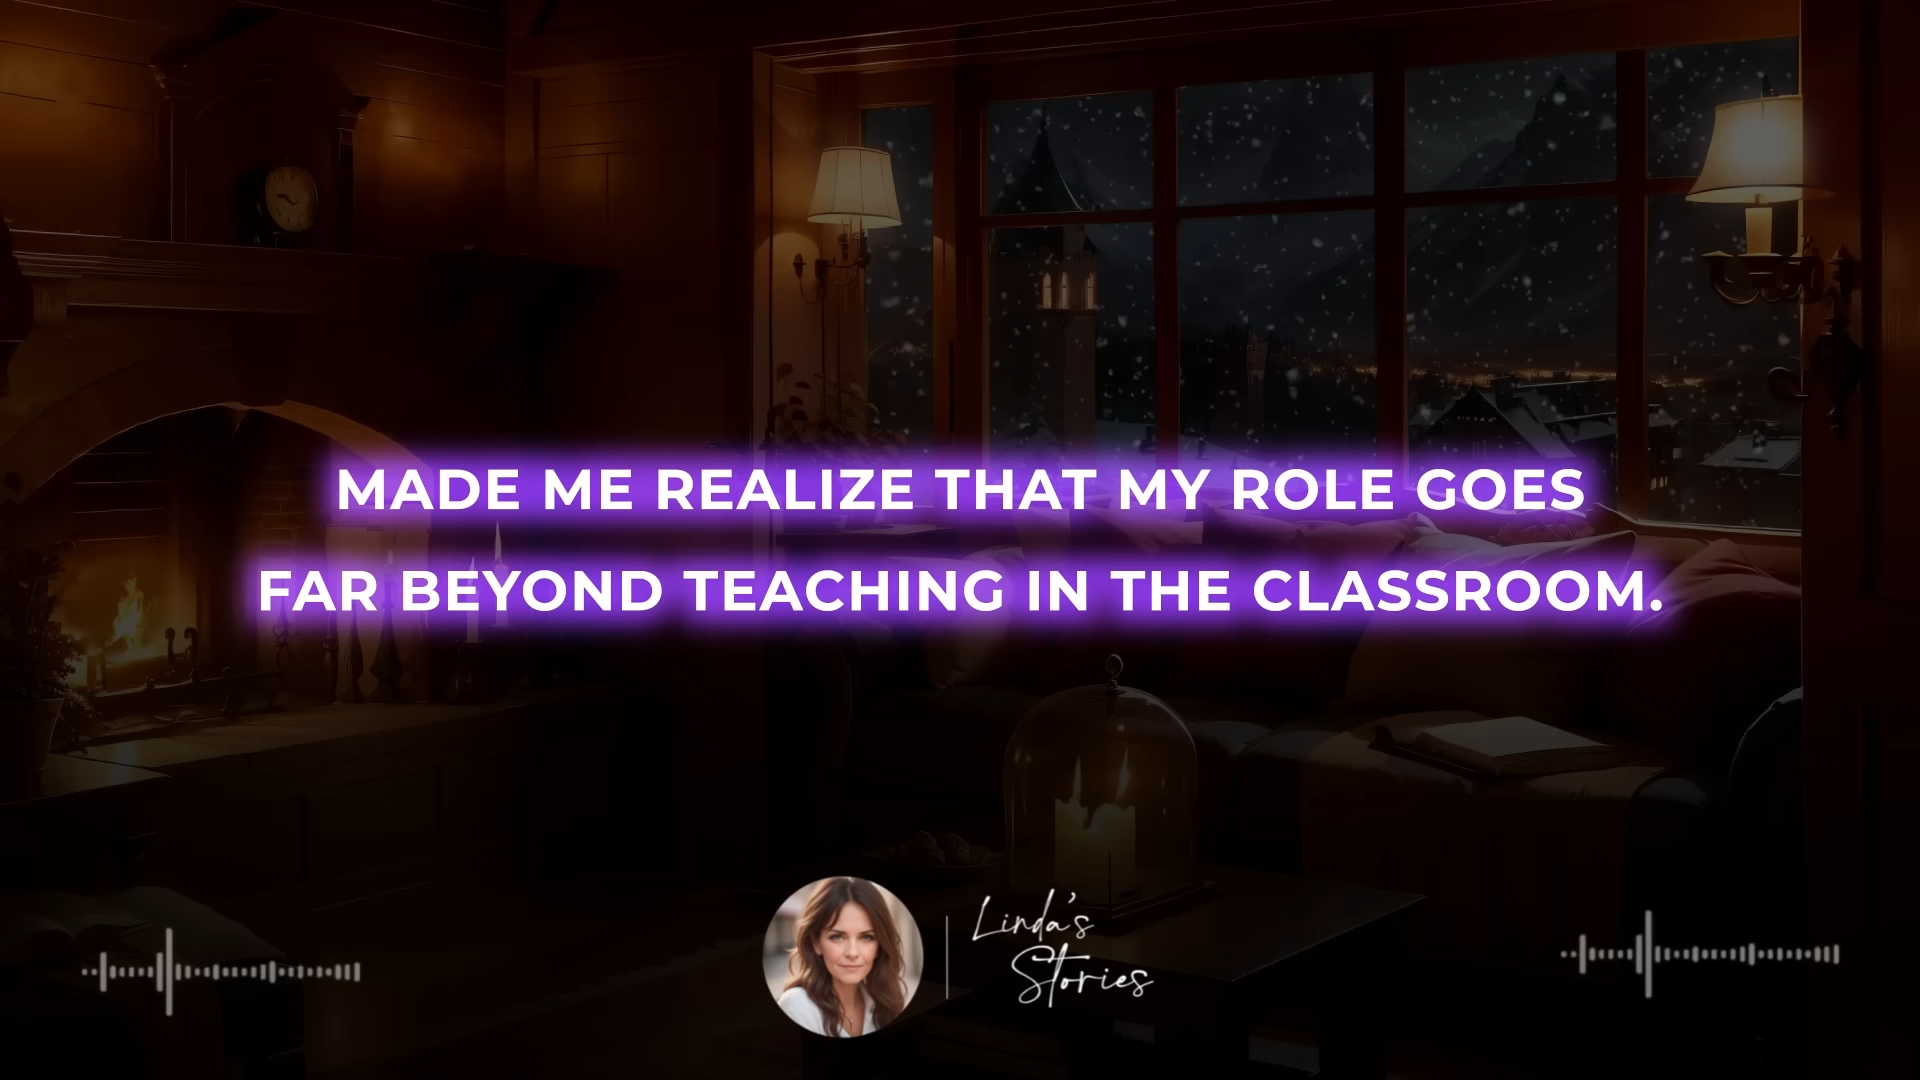 MADE ME REALIZE THAT MY ROLE GOES
FAR BEYOND TEACHING IN THE CLASSROOM.
Linda's
Stories